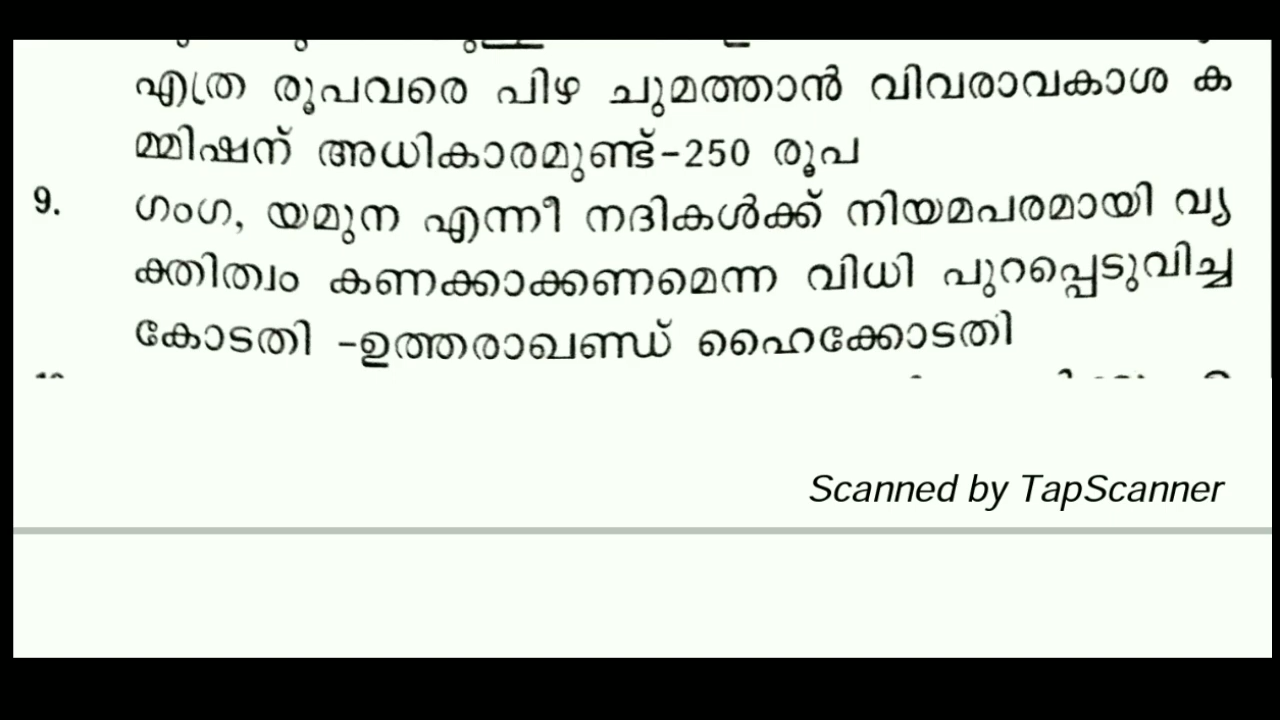 എത്ര രൂപവരെ പിഴ ചുമത്താൻ വിവരാവകാശ ക
മ്മിഷന് അധികാരമുണ്ട്-250 രൂപ
9. ഗംഗ, യമുന എന്നീ നദികൾക്ക് നിയമപരമായി വ്യ
ക്തിത്വം കണക്കാക്കണമെന്ന വിധി പുറപ്പെടുവിച്ച
കോടതി -ഉത്തരാഖണ്ഡ് ഹൈക്കോടതി
Scanned by TapScanner